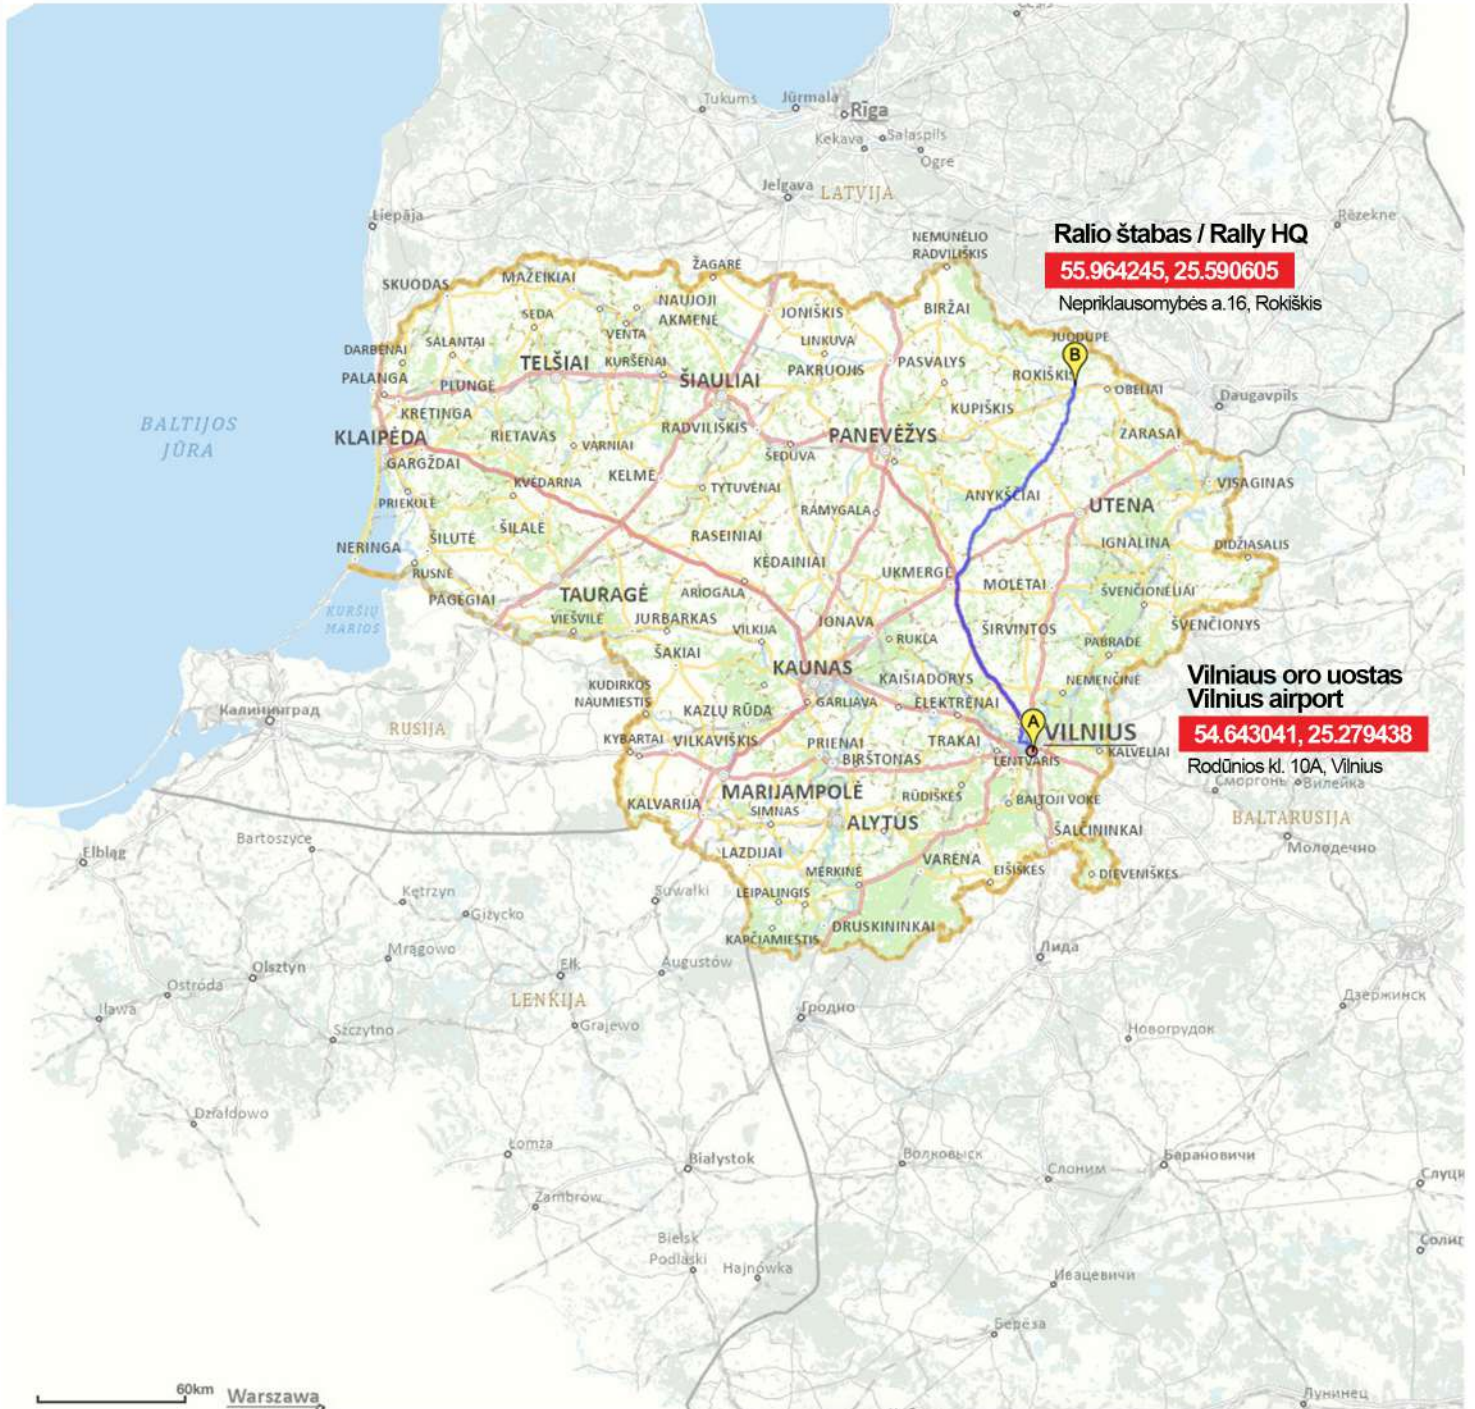 Cēsis
Tukums
Jūrmala
Rīga
Salaspils
Ķekava
Ogre
Jelgava
LATVIJA
Liepāja
Rēzekne
Ralio štabas / Rally HQ
55.964245, 25.590605
Nepriklausomybės a.16, Rokiškis
NEMUNĖLIO
RADVILIŠKIS
ŽAGARĖ
MAŽEIKIAI
SKUODAS
NAUJOJI
AKMENĖ
SEDA
VENTA
JONIŠKIS
BIRŽAI
JUODUPĖ
B
SALANTAI
LINKUVA
DARBĖNAI
TELŠIAI
KURŠĖNAI
PASVALYS
PAKRUOJIS
ROKIŠKIS
PALANGA
PLUNGĖ
ŠIAULIAI
OBELIAI
Daugavpils
KRETINGA
KUPIŠKIS
BALTIJOS
JŪRA
KLAIPĖDA
RIETAVAS
VARNIAI
RADVILIŠKIS
PANEVĖŽYS
ZARASAI
ŠEDUVA
GARGŽDAI
KELMĖ
KVĖDARNA
TYTUVĖNAI
VISAGINAS
PRIEKULĖ
ANYKŠČIAI
UTENA
RAMYGALA
ŠILUTĖ
ŠILALĖ
RASEINIAI
NERINGA
IGNALINA
DIDŽIASALIS
KĖDAINIAI
RUSNĖ
UKMERGĖ
MOLĖTAI
PAGĖGIAI
TAURAGĖ
ARIOGALA
ŠVENČIONĖLIAI
KURŠIŲ
MARIOS
VIEŠVILĖ
JURBARKAS
VILKIJA
JONAVA
RUKLA
ŠIRVINTOS
ŠVENČIONYS
PABRADĖ
ŠAKIAI
KAUNAS
KAIŠIADORYS
NEMENČINĖ
Vilniaus oro uostas
Vilnius airport
54.643041, 25.279438
Rodūnios kl. 10A, Vilnius
KUDIRKOS
NAUMIESTIS
KAZLŲ RŪDA
GARLIAVA
ELEKTRĖNAI
Калининград
RUSIJA
A
VILNIUS
KYBARTAI
VILKAVIŠKIS
PRIENAI
TRAKAI
KALVELIAI
BIRŠTONAS
LENTVARIS
Сморгонь
Вилейка
MARIJAMPOLĖ
RŪDIŠKĖS
BALTOJI VOKĖ
KALVARIJA
SIMNAS
ALYTUS
BALTARUSIJA
ŠALČININKAI
Молодечно
Bartoszyce
Elbląg
LAZDIJAI
VARĖNA
MERKINĖ
EIŠIŠKĖS
DIEVENIŠKĖS
Kętrzyn
Suwałki
LEIPALINGIS
Giżycko
DRUSKININKAI
KAPČIAMIESTIS
Mrągowo
Лида
Olsztyn
Ełk
Augustów
Ostróda
LENKIJA
Дзержинск
Iława
Гродно
Szczytno
Grajewo
Новогрудок
Działdowo
Łomża
Białystok
Волковыск
Барановичи
Слоним
Слуцк
Zambrów
Bielsk
Podlaski
Солиг
Hajnówka
Ивацевичи
Берёза
60km
Warszawa
Лунинец